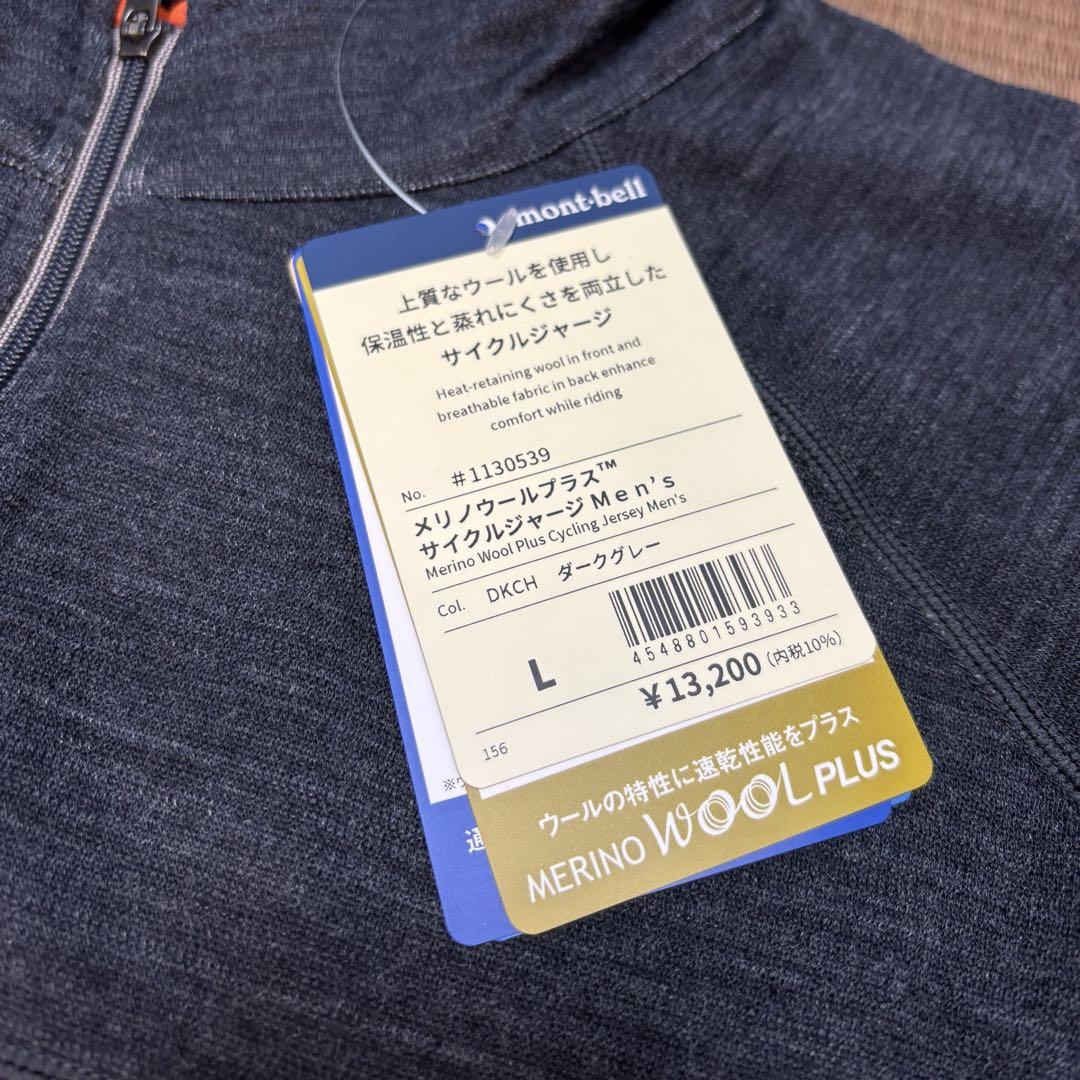 mont·bell
上質なウールを使用し
保温性と蒸れにくさを両立した
サイクルジャージ
Heat-retaining wool in front and
breathable fabric in back enhance
comfort while riding
No. #1130539
メリノウールプラス™
サイクルジャージ Men's
Merino Wool Plus Cycling Jersey Men's
Col. DKCH ダークグレー
4548801593933
L
¥13,200 (内税10%)
156
ウールの特性に速乾性能をプラス
MERINO WOOL PLUS
通